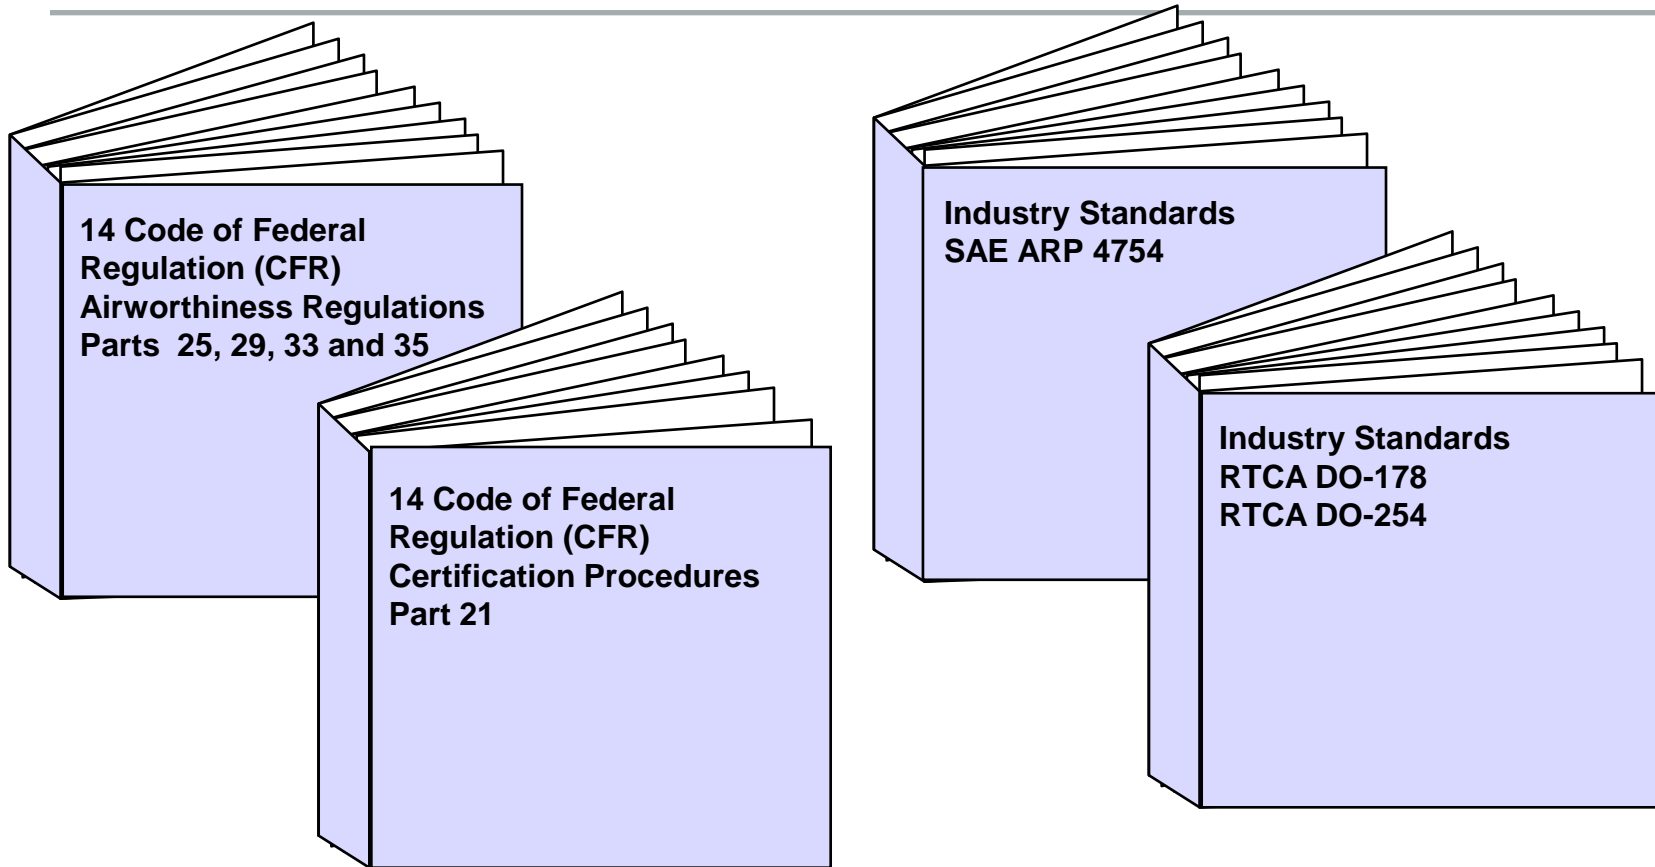 14 Code of Federal
Regulation (CFR)
Airworthiness Regulations
Parts  25, 29, 33 and 35
14 Code of Federal
Regulation (CFR)
Certification Procedures
Part 21
Industry Standards
SAE ARP 4754
Industry Standards
RTCA DO-178
RTCA DO-254